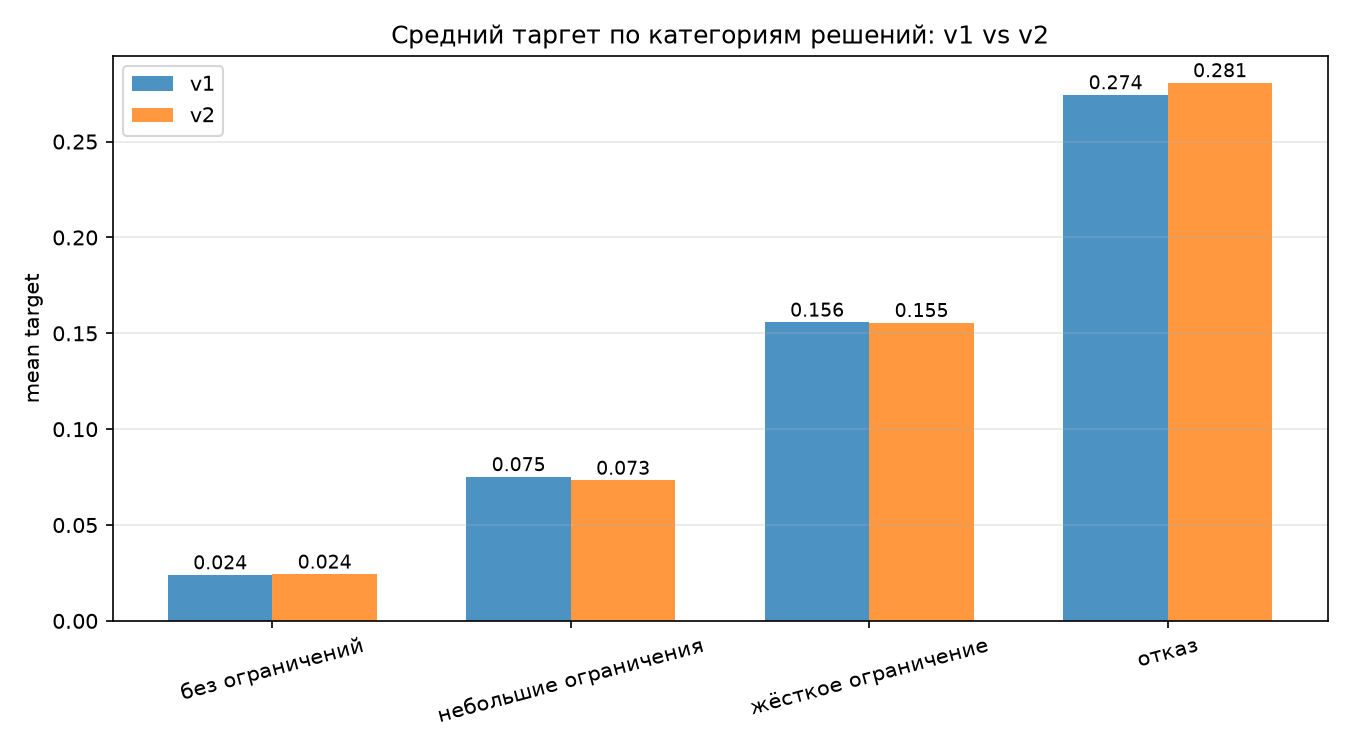 Средний таргет по категориям решений: v1 vs v2
v1
v2
mean target
0.25
0.20
0.15
0.10
0.05
0.00
0.024
0.024
0.075
0.073
0.156
0.155
0.274
0.281
без ограничений
небольшие ограничения
жёсткое ограничение
отказ